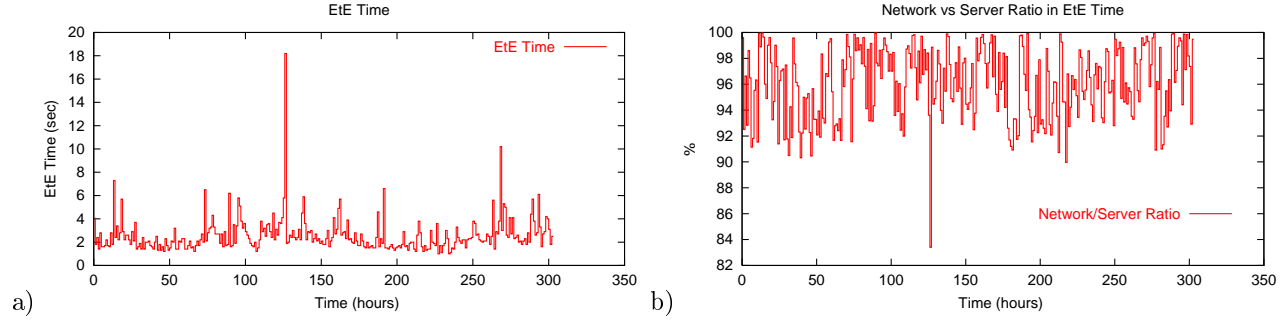 EtE Time
EtE Time
20
18
16
14
12
10
8
6
4
2
0
EtE Time (sec)
0 50 100 150 200 250 300 350
Time (hours)
a)
Network vs Server Ratio in EtE Time
100
98
96
94
92
90
88
86
84
82
%
Network/Server Ratio
0 50 100 150 200 250 300 350
Time (hours)
b)